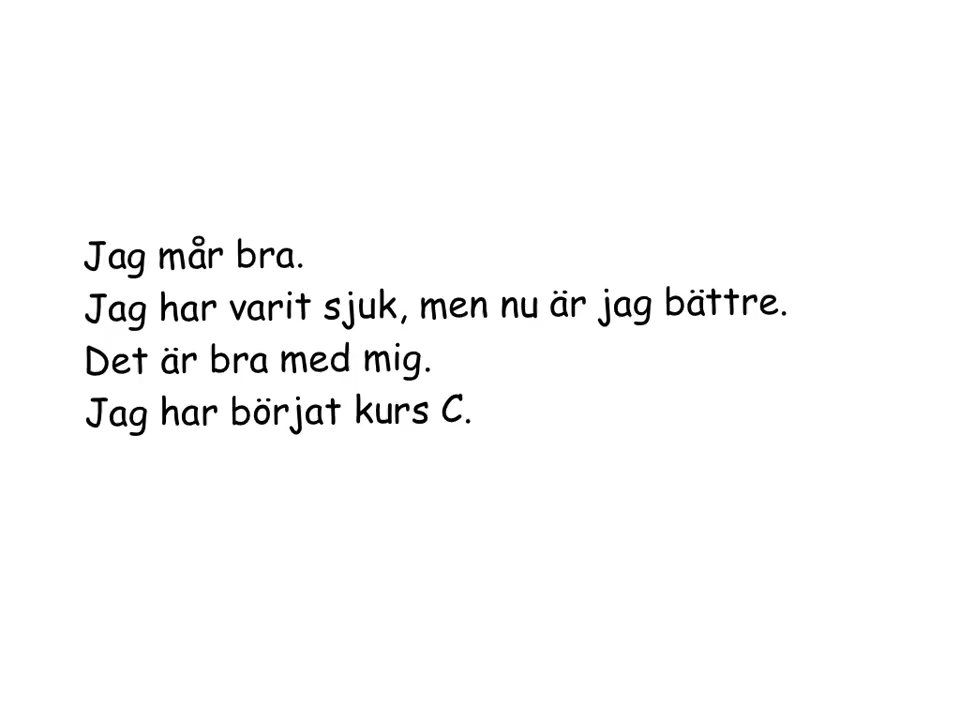 Jag mår bra.
Jag har varit sjuk, men nu är jag bättre.
Det är bra med mig.
Jag har börjat kurs C.